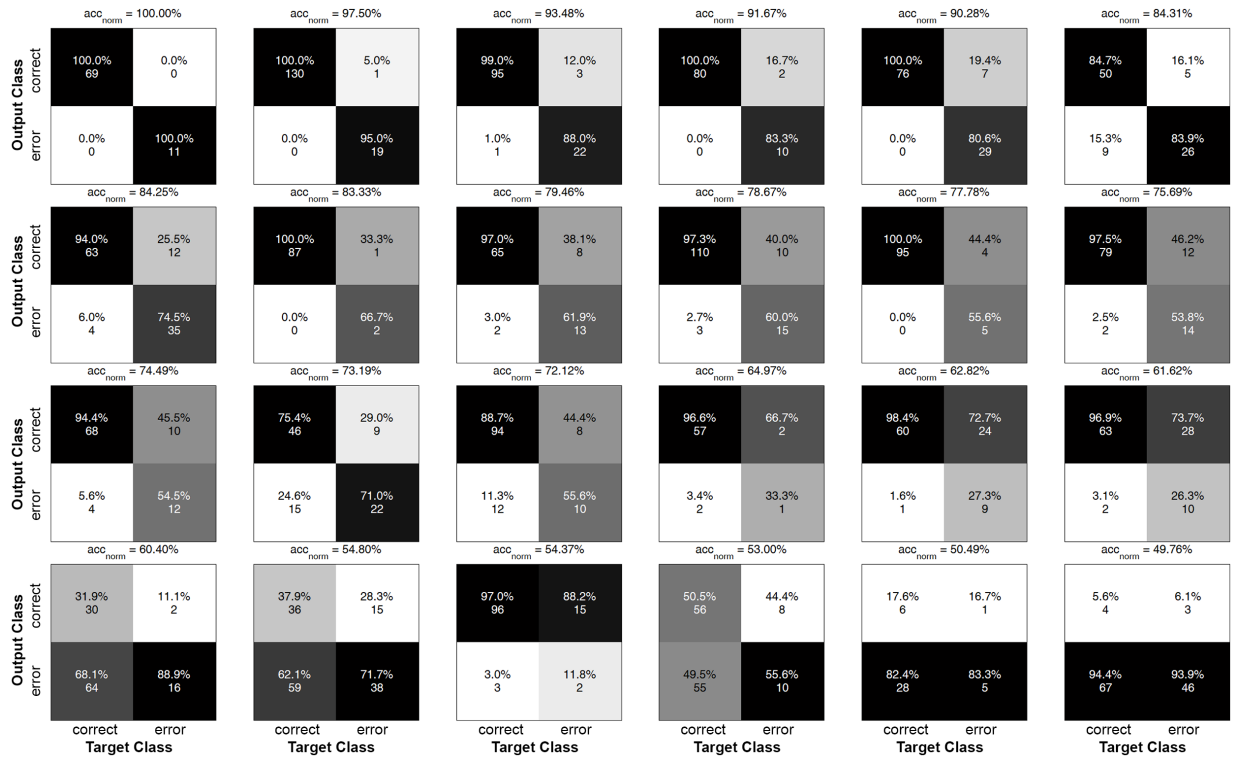 acc_norm = 100.00% acc_norm = 97.50% acc_norm = 93.48% acc_norm = 91.67% acc_norm = 90.28% acc_norm = 84.31%
Output Class
correct
100.0% 0.0% 100.0% 5.0% 99.0% 12.0% 100.0% 16.7% 100.0% 19.4% 84.7% 16.1%
69 0 130 1 95 3 80 2 76 7 50 5
error
0.0% 100.0% 0.0% 95.0% 1.0% 88.0% 0.0% 83.3% 0.0% 80.6% 15.3% 83.9%
0 11 0 19 1 22 0 10 0 29 9 26
acc_norm = 84.25% acc_norm = 83.33% acc_norm = 79.46% acc_norm = 78.67% acc_norm = 77.78% acc_norm = 75.69%
Output Class
correct
94.0% 25.5% 100.0% 33.3% 97.0% 38.1% 97.3% 40.0% 100.0% 44.4% 97.5% 46.2%
63 12 87 1 65 8 110 10 95 4 79 12
error
6.0% 74.5% 0.0% 66.7% 3.0% 61.9% 2.7% 60.0% 0.0% 55.6% 2.5% 53.8%
4 35 0 2 2 13 3 15 0 5 2 14
acc_norm = 74.49% acc_norm = 73.19% acc_norm = 72.12% acc_norm = 64.97% acc_norm = 62.82% acc_norm = 61.62%
Output Class
correct
94.4% 45.5% 75.4% 29.0% 88.7% 44.4% 96.6% 66.7% 98.4% 72.7% 96.9% 73.7%
68 10 46 9 94 8 57 2 60 24 63 28
error
5.6% 54.5% 24.6% 71.0% 11.3% 55.6% 3.4% 33.3% 1.6% 27.3% 3.1% 26.3%
4 12 15 22 12 10 2 1 1 9 2 10
acc_norm = 60.40% acc_norm = 54.80% acc_norm = 54.37% acc_norm = 53.00% acc_norm = 50.49% acc_norm = 49.76%
Output Class
correct
31.9% 11.1% 37.9% 28.3% 97.0% 88.2% 50.5% 44.4% 17.6% 16.7% 5.6% 6.1%
30 2 36 15 96 15 56 8 6 1 4 3
error
68.1% 88.9% 62.1% 71.7% 3.0% 11.8% 49.5% 55.6% 82.4% 83.3% 94.4% 93.9%
64 16 59 38 3 2 55 10 28 5 67 46
correct error correct error correct error correct error correct error correct error
Target Class Target Class Target Class Target Class Target Class Target Class